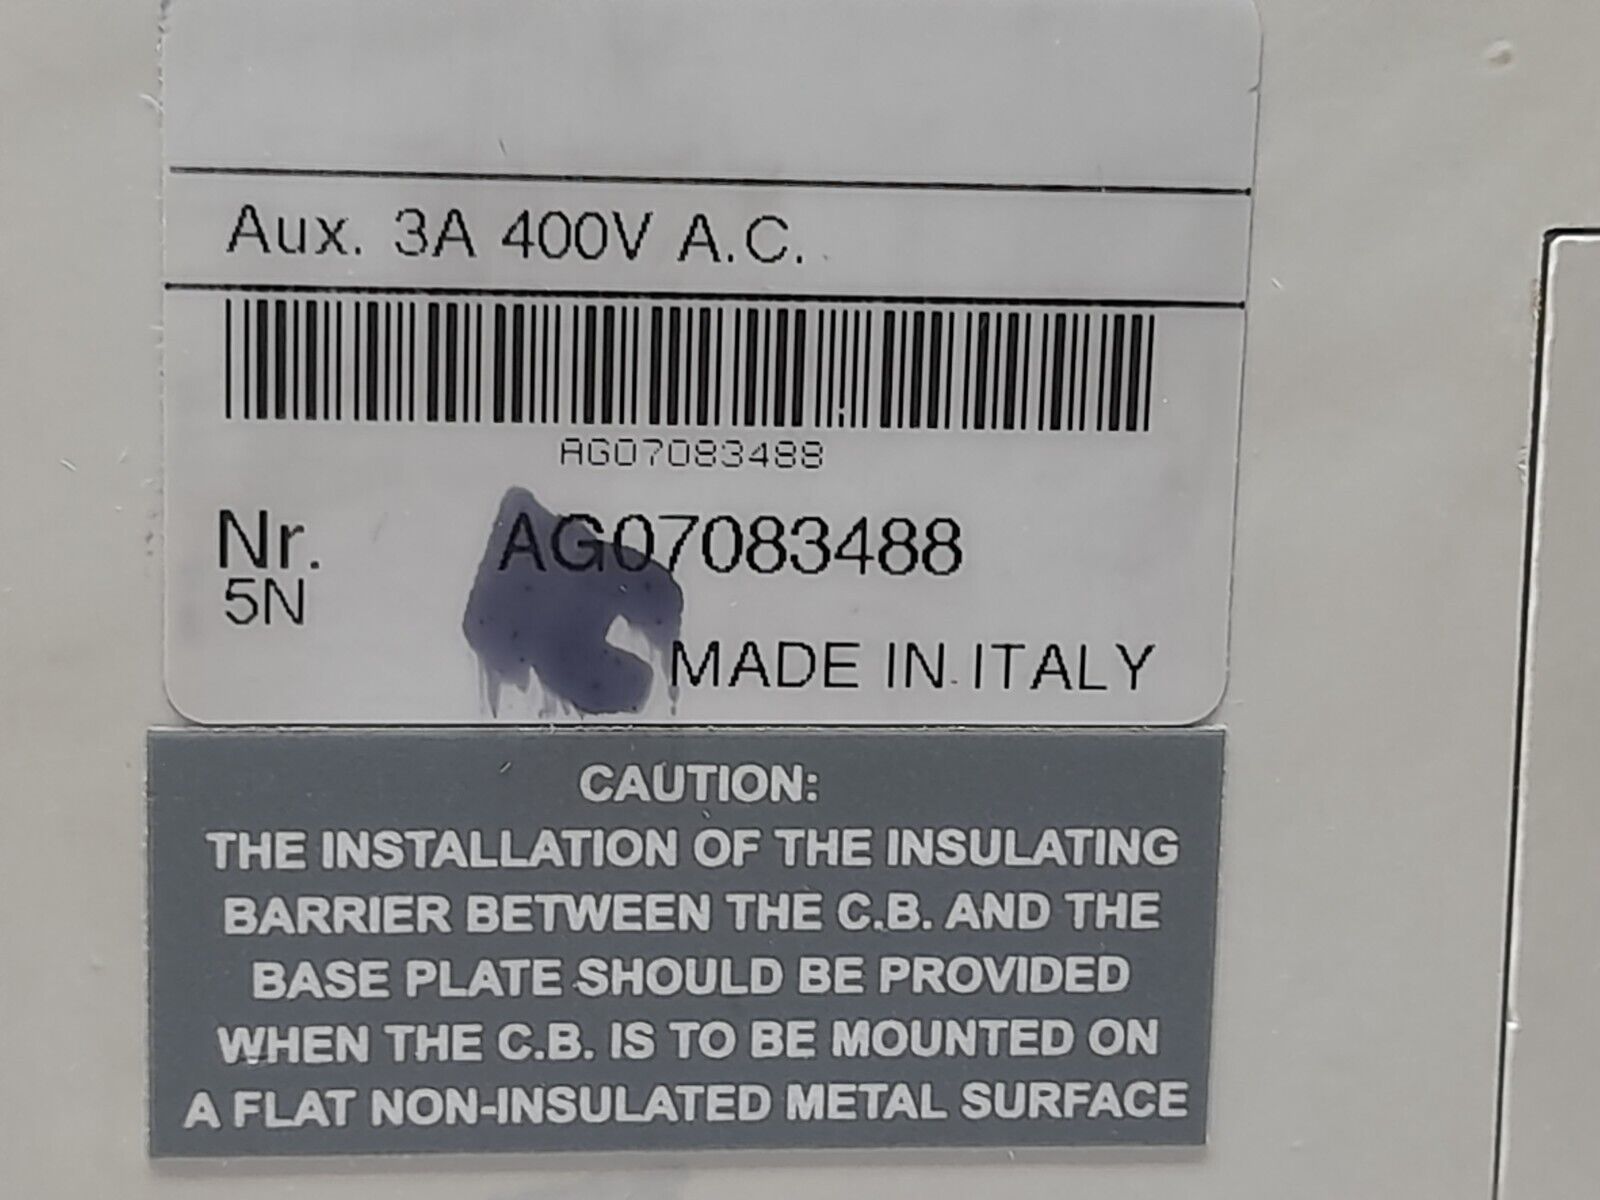 Aux. 3A 400V A.C.
AG07083488
Nr. AG07083488
5N
MADE IN ITALY
CAUTION:
THE INSTALLATION OF THE INSULATING
BARRIER BETWEEN THE C.B. AND THE
BASE PLATE SHOULD BE PROVIDED
WHEN THE C.B. IS TO BE MOUNTED ON
A FLAT NON-INSULATED METAL SURFACE